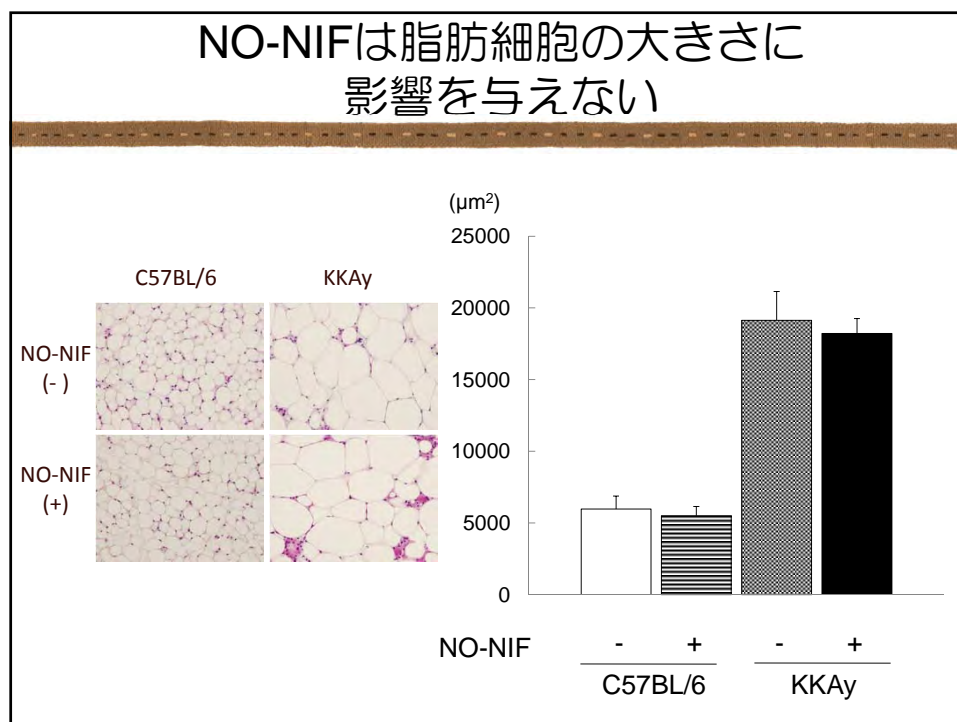 NO-NIFは脂肪細胞の大きさに
影響を与えない
(µm²)
25000
20000
15000
10000
5000
0
C57BL/6 KKAy
NO-NIF
(- )
NO-NIF
(+)
NO-NIF - + - +
C57BL/6 KKAy